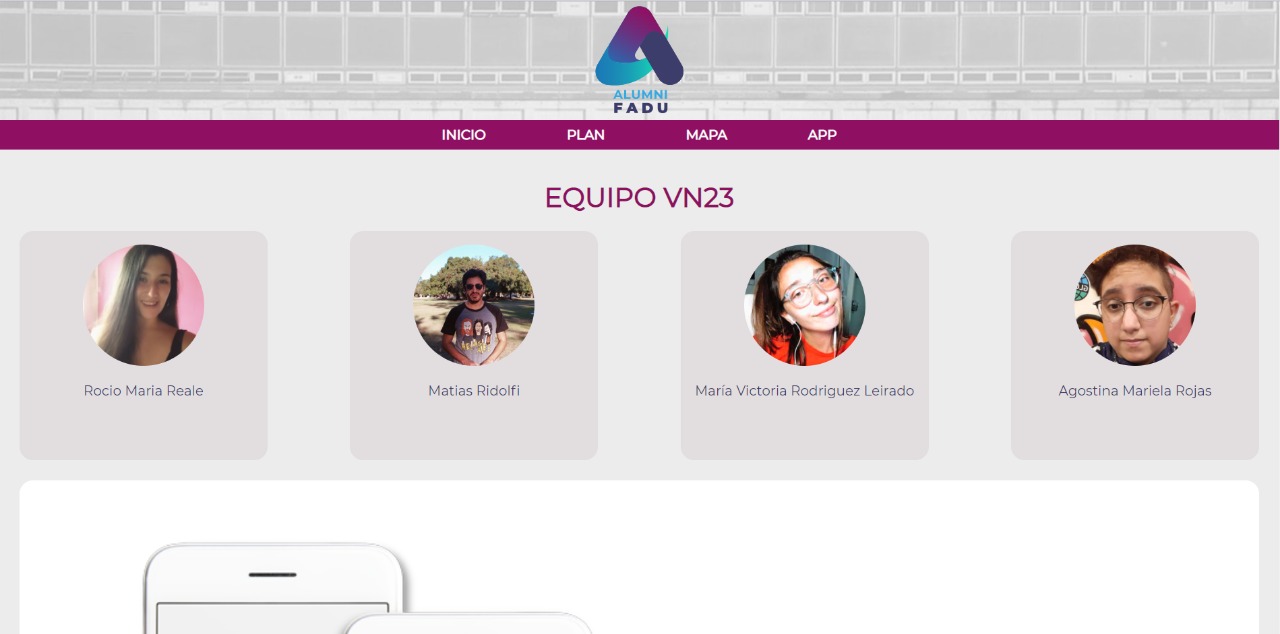 ALUMNI
FADU
INICIO PLAN MAPA APP
EQUIPO VN23
Rocio Maria Reale
Matias Ridolfi
María Victoria Rodriguez Leirado
Agostina Mariela Rojas